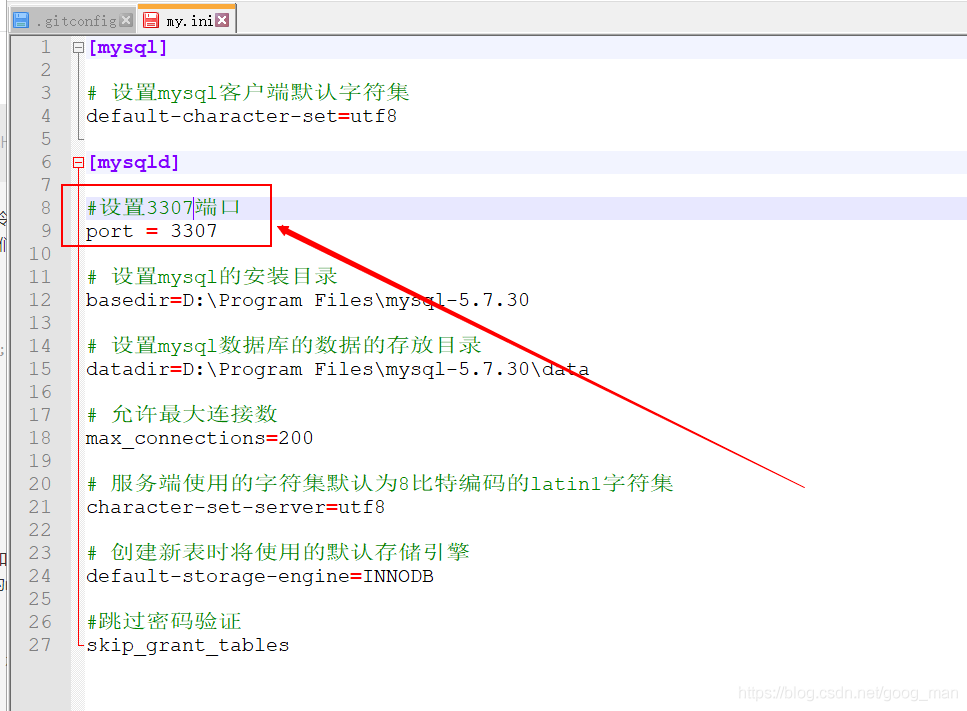 .gitconfig my.ini
1 [mysql]
2
3 # 设置mysql客户端默认字符集
4 default-character-set=utf8
5
6 [mysqld]
7
8 #设置3307端口
9 port = 3307
10
11 # 设置mysql的安装目录
12 basedir=D:\Program Files\mysql-5.7.30
13
14 # 设置mysql数据库的数据的存放目录
15 datadir=D:\Program Files\mysql-5.7.30\data
16
17 # 允许最大连接数
18 max_connections=200
19
20 # 服务端使用的字符集默认为8比特编码的latin1字符集
21 character-set-server=utf8
22
23 # 创建新表时将使用的默认存储引擎
24 default-storage-engine=INNODB
25
26 #跳过密码验证
27 skip_grant_tables
https://blog.csdn.net/goog_man